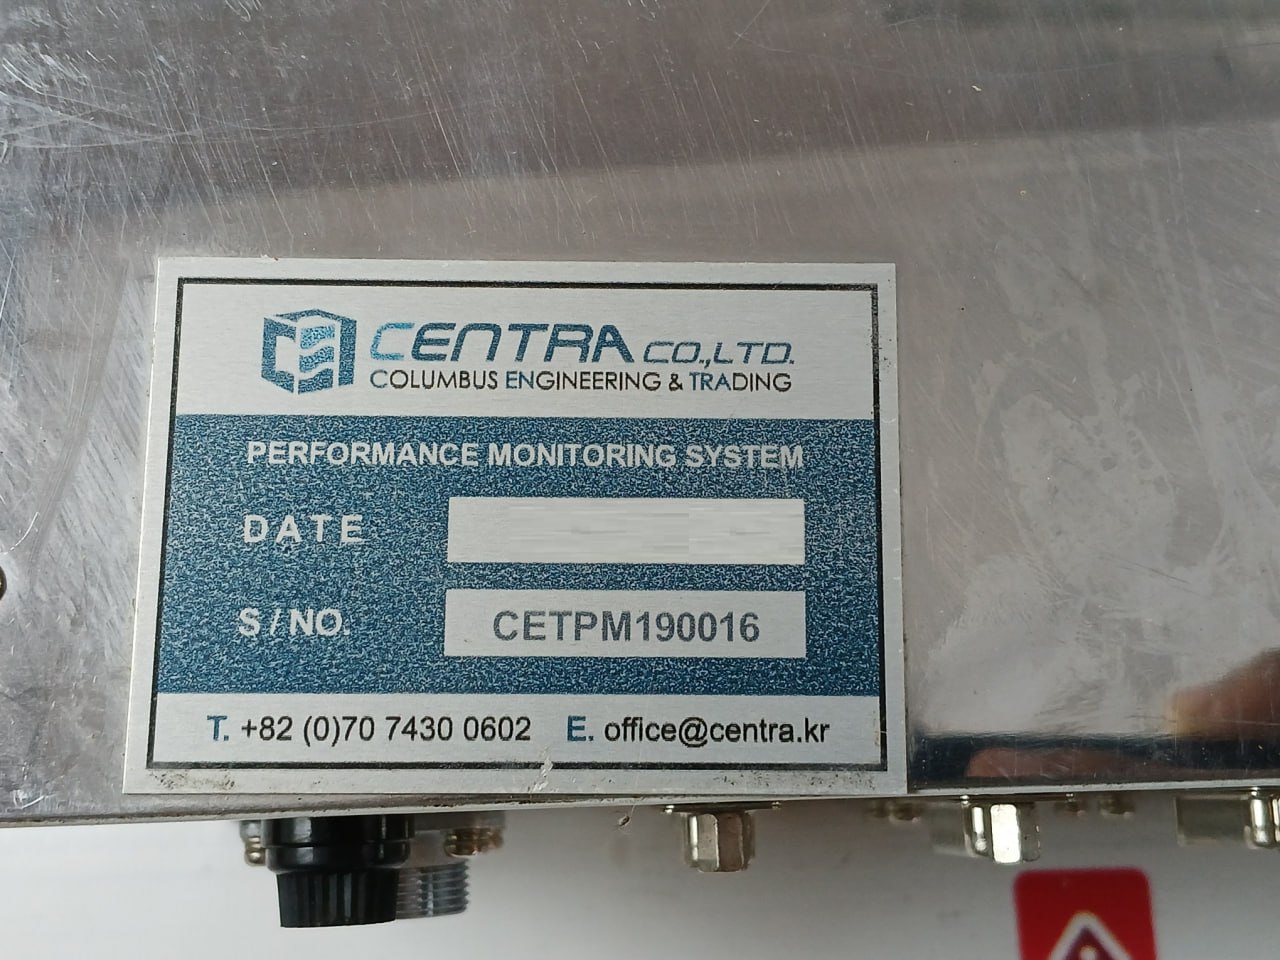 CENTRA CO.,LTD.
COLUMBUS ENGINEERING & TRADING
PERFORMANCE MONITORING SYSTEM
DATE
S/NO. CETPM190016
T. +82 (0)70 7430 0602 E. office@centra.kr